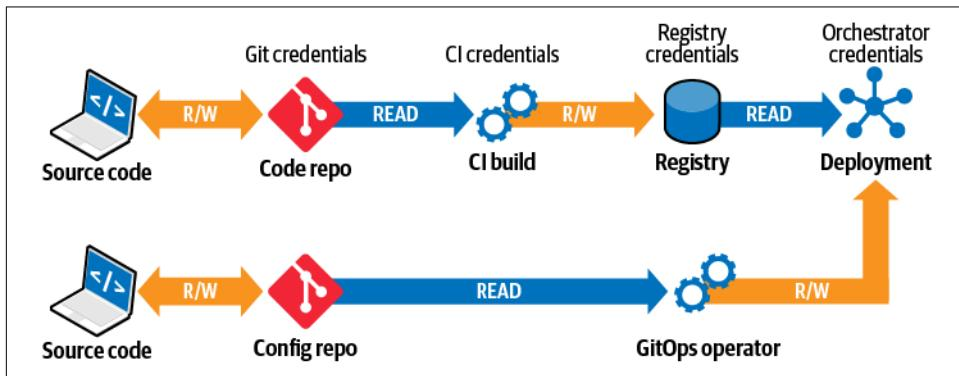 Git credentials
CI credentials
Registry
credentials
Orchestrator
credentials
</>
R/W
READ
R/W
READ
Source code
Code repo
CI build
Registry
Deployment
</>
R/W
READ
R/W
Source code
Config repo
GitOps operator